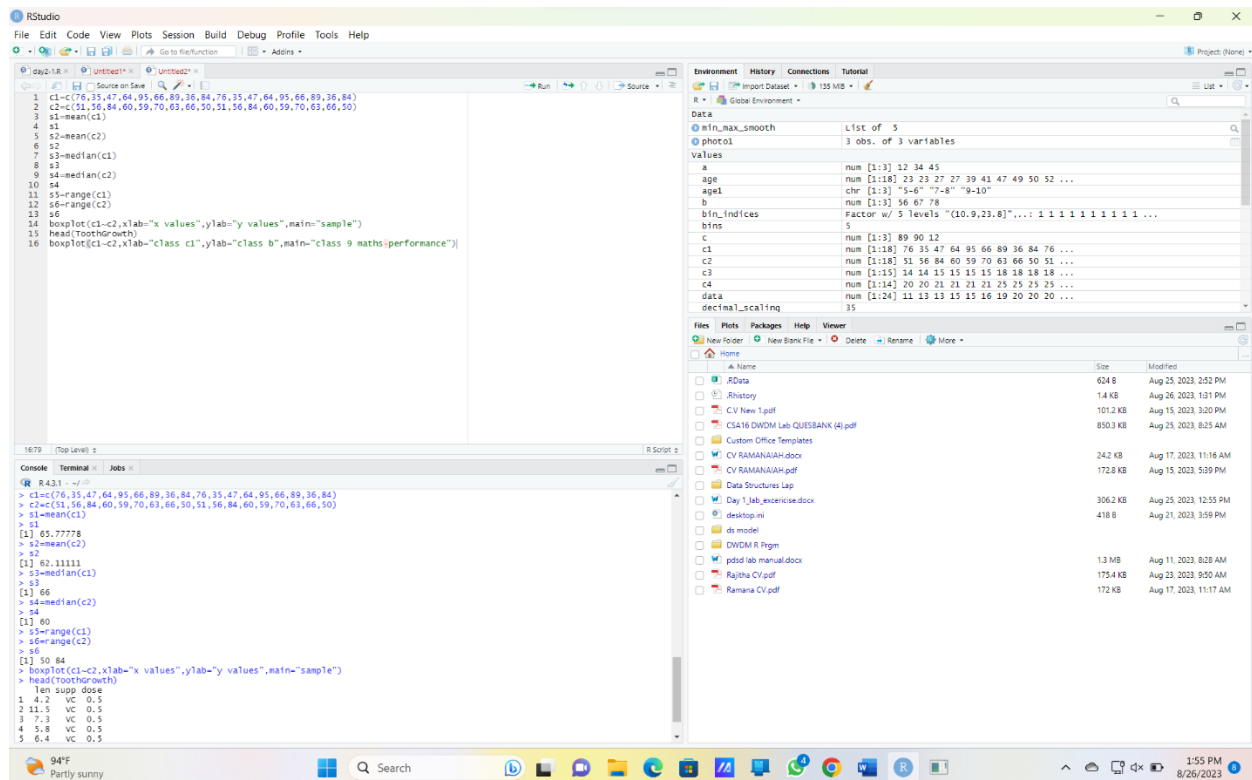 RStudio
File Edit Code View Plots Session Build Debug Profile Tools Help
Go to file/function Addins Project: (None)
day2-1.R Untitled1* Untitled2*
Source on Save Run Source
1 c1=c(76,35,47,64,95,66,89,36,84,76,35,47,64,95,66,89,36,84)
2 c2=c(51,56,84,60,59,70,63,66,50,51,56,84,60,59,70,63,66,50)
3 s1=mean(c1)
4 s1
5 s2=mean(c2)
6 s2
7 s3=median(c1)
8 s3
9 s4=median(c2)
10 s4
11 s5=range(c1)
12 s6=range(c2)
13 s6
14 boxplot(c1~c2,xlab="x values",ylab="y values",main="sample")
15 head(ToothGrowth)
16 boxplot(c1~c2,xlab="class c1",ylab="class b",main="class 9 maths-performance")
16:79 (Top Level) R Script
Console Terminal Jobs
R 4.3.1 · ~/
> c1=c(76,35,47,64,95,66,89,36,84,76,35,47,64,95,66,89,36,84)
> c2=c(51,56,84,60,59,70,63,66,50,51,56,84,60,59,70,63,66,50)
> s1=mean(c1)
> s1
[1] 65.77778
> s2=mean(c2)
> s2
[1] 62.11111
> s3=median(c1)
> s3
[1] 66
> s4=median(c2)
> s4
[1] 60
> s5=range(c1)
> s6=range(c2)
> s6
[1] 50 84
> boxplot(c1~c2,xlab="x values",ylab="y values",main="sample")
> head(ToothGrowth)
len supp dose
1 4.2 VC 0.5
2 11.5 VC 0.5
3 7.3 VC 0.5
4 5.8 VC 0.5
5 6.4 VC 0.5
Environment History Connections Tutorial
Import Dataset 135 MiB List
R Global Environment
Data
min_max_smooth List of 5
photo1 3 obs. of 3 variables
Values
a num [1:3] 12 34 45
age num [1:18] 23 23 27 27 39 41 47 49 50 52 ...
age1 chr [1:3] "5-6" "7-8" "9-10"
b num [1:3] 56 67 78
bin_indices Factor w/ 5 levels "(10.9,23.8]",..: 1 1 1 1 1 1 1 1 1 1 ...
bins 5
c num [1:3] 89 90 12
c1 num [1:18] 76 35 47 64 95 66 89 36 84 76 ...
c2 num [1:18] 51 56 84 60 59 70 63 66 50 51 ...
c3 num [1:15] 14 14 15 15 15 15 18 18 18 18 ...
c4 num [1:14] 20 20 21 21 21 21 25 25 25 25 ...
data num [1:24] 11 13 13 15 15 16 19 20 20 20 ...
decimal_scaling 35
Files Plots Packages Help Viewer
New Folder New Blank File Delete Rename More
Home
Name Size Modified
.RData 624 B Aug 25, 2023, 2:52 PM
.Rhistory 1.4 KB Aug 26, 2023, 1:31 PM
C.V New 1.pdf 101.2 KB Aug 15, 2023, 3:20 PM
CSA16 DWDM Lab QUESBANK (4).pdf 850.3 KB Aug 25, 2023, 8:25 AM
Custom Office Templates
CV RAMANAIAH.docx 24.2 KB Aug 17, 2023, 11:16 AM
CV RAMANAIAH.pdf 172.8 KB Aug 15, 2023, 5:39 PM
Data Structures Lap
Day 1_lab_excericise.docx 306.2 KB Aug 25, 2023, 12:55 PM
desktop.ini 418 B Aug 21, 2023, 3:59 PM
ds model
DWDM R Prgm
pdsd lab manual.docx 1.3 MB Aug 11, 2023, 8:28 AM
Rajitha CV.pdf 175.4 KB Aug 23, 2023, 9:50 AM
Ramana CV.pdf 172 KB Aug 17, 2023, 11:17 AM
94°F
Partly sunny
Search
1:55 PM
8/26/2023